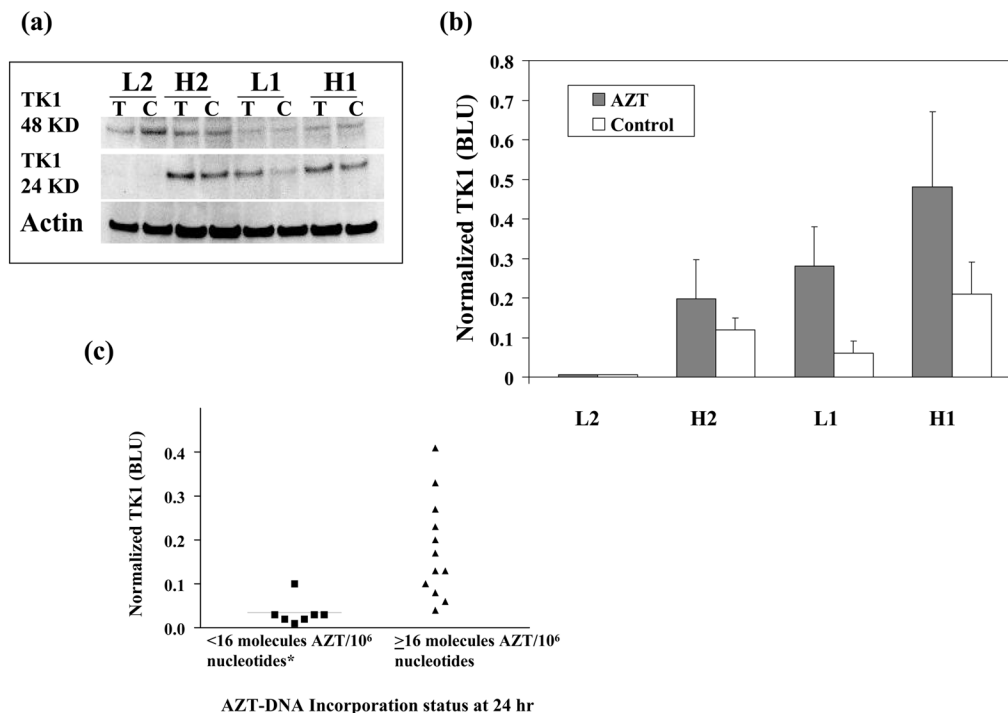 (a)
L2 H2 L1 H1
T C T C T C T C
TK1
48 KD
TK1
24 KD
Actin
(b)
Normalized TK1 (BLU)
0.8
0.7
0.6
0.5
0.4
0.3
0.2
0.1
0
AZT
Control
L2 H2 L1 H1
(c)
Normalized TK1 (BLU)
0.4
0.3
0.2
0.1
0.0
<16 molecules AZT/10⁶
nucleotides*
≥16 molecules AZT/10⁶
nucleotides
AZT-DNA Incorporation status at 24 hr